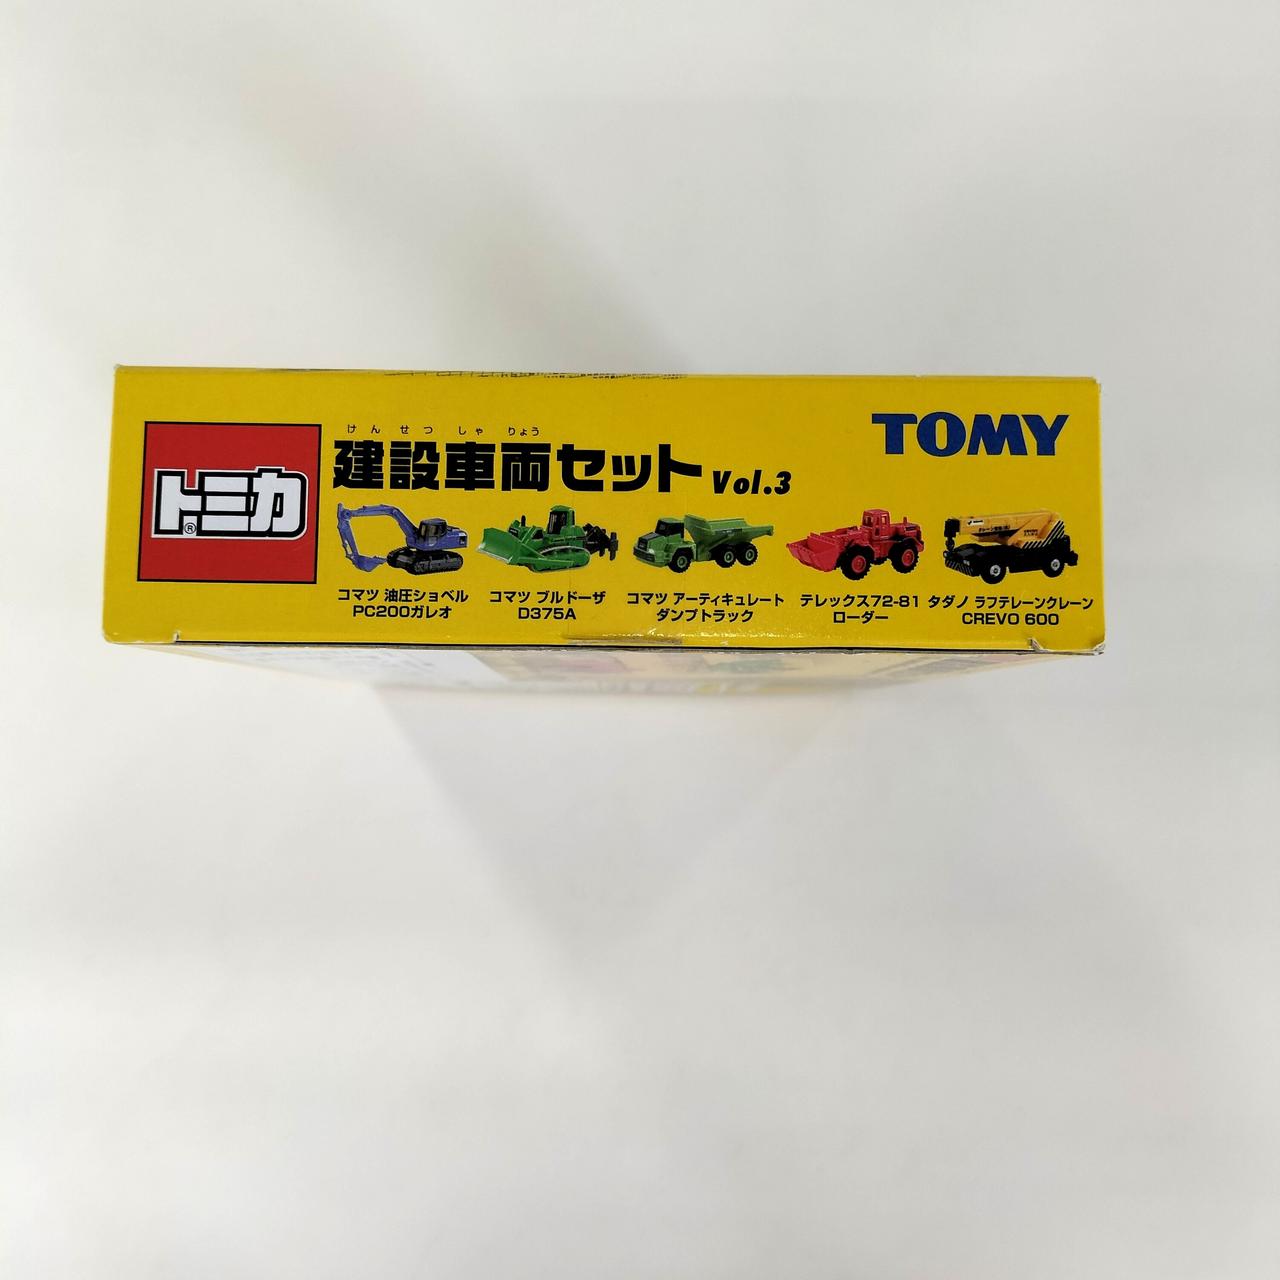 トミカ®
けんせつしゃりょう
建設車両セット Vol.3
TOMY
コマツ 油圧ショベル
PC200ガレオ
コマツ ブルドーザ
D375A
コマツ アーティキュレート
ダンプトラック
テレックス72-81
ローダー
タダノ ラフテレーンクレーン
CREVO 600